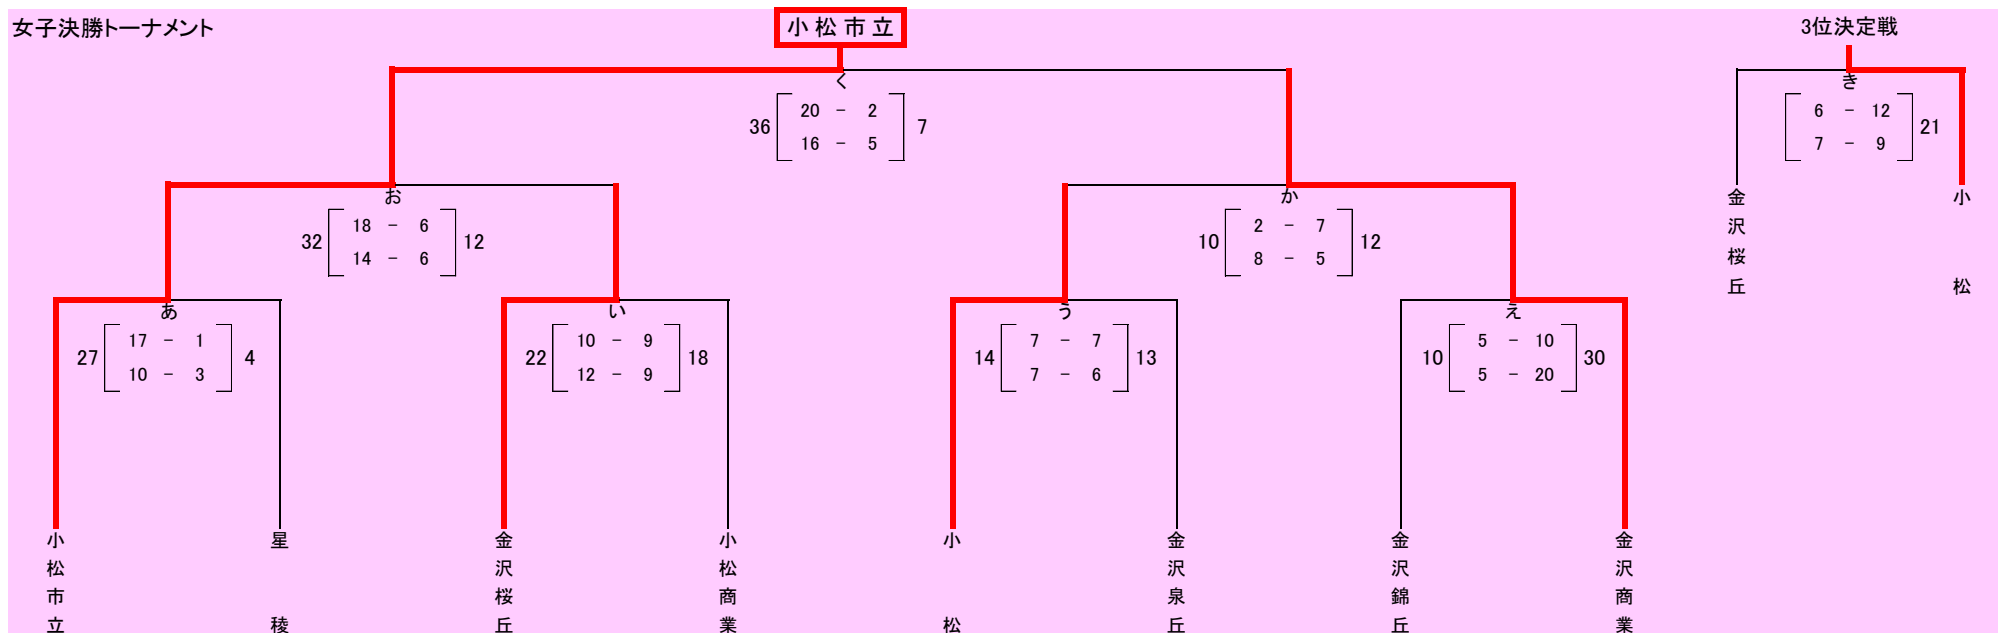 女子決勝トーナメント
小松市立
3位決定戦
く
36 20 - 2 7
16 - 5
き
6 - 12 21
7 - 9
金沢桜丘
小松
お
32 18 - 6 12
14 - 6
か
10 2 - 7 12
8 - 5
あ
27 17 - 1 4
10 - 3
い
22 10 - 9 18
12 - 9
う
14 7 - 7 13
7 - 6
え
10 5 - 10 30
5 - 20
小松市立
星稜
金沢桜丘
小松商業
小松
金沢泉丘
金沢錦丘
金沢商業